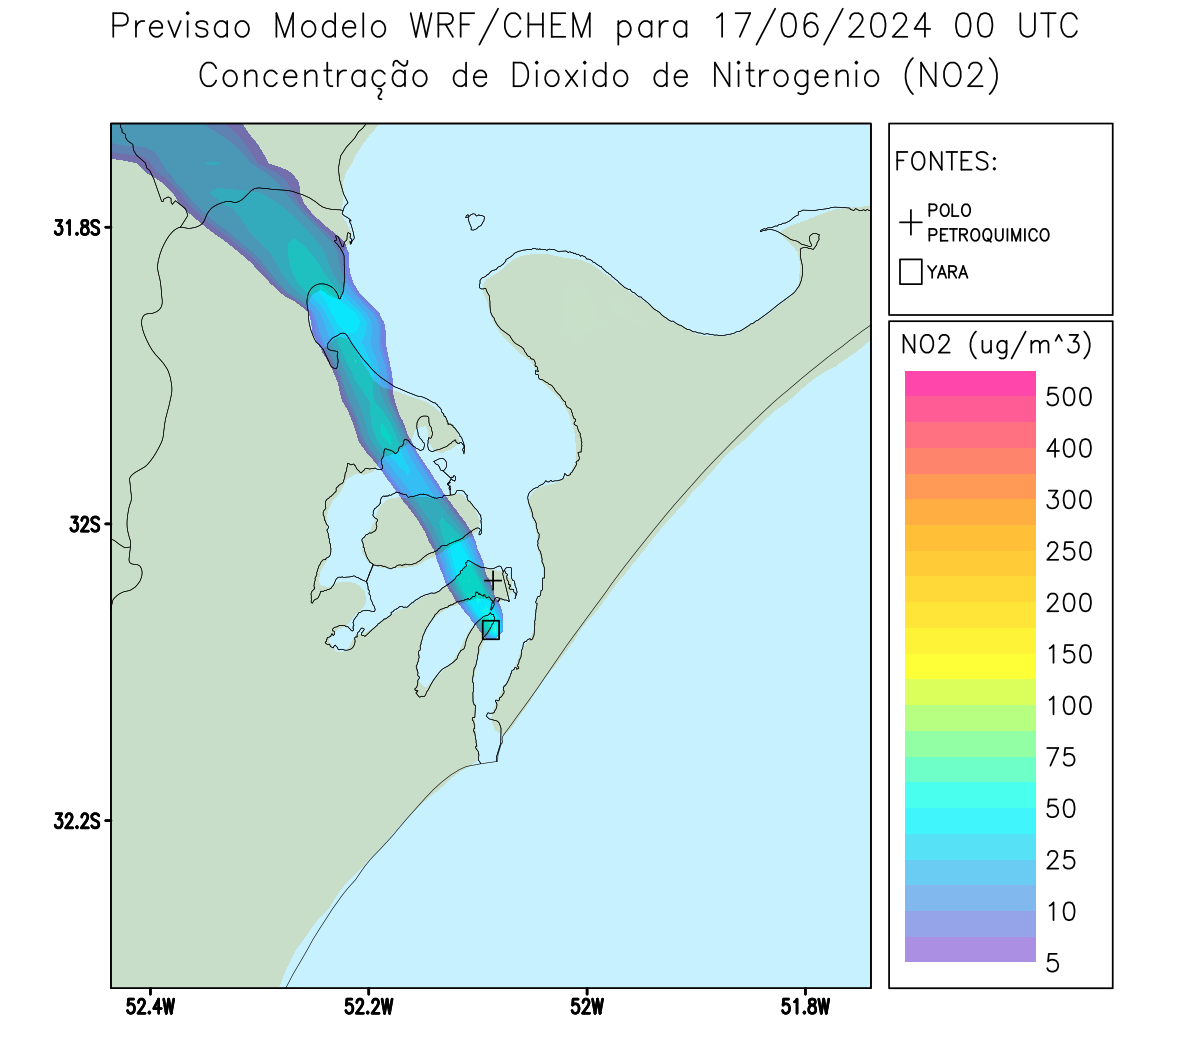 Previsao Modelo WRF/CHEM para 17/06/2024 00 UTC
Concentração de Dioxido de Nitrogenio (NO2)
FONTES:
POLO
PETROQUIMICO
YARA
31.8S
32S
32.2S
52.4W
52.2W
52W
51.8W
NO2 (ug/m^3)
500
400
300
250
200
150
100
75
50
25
10
5